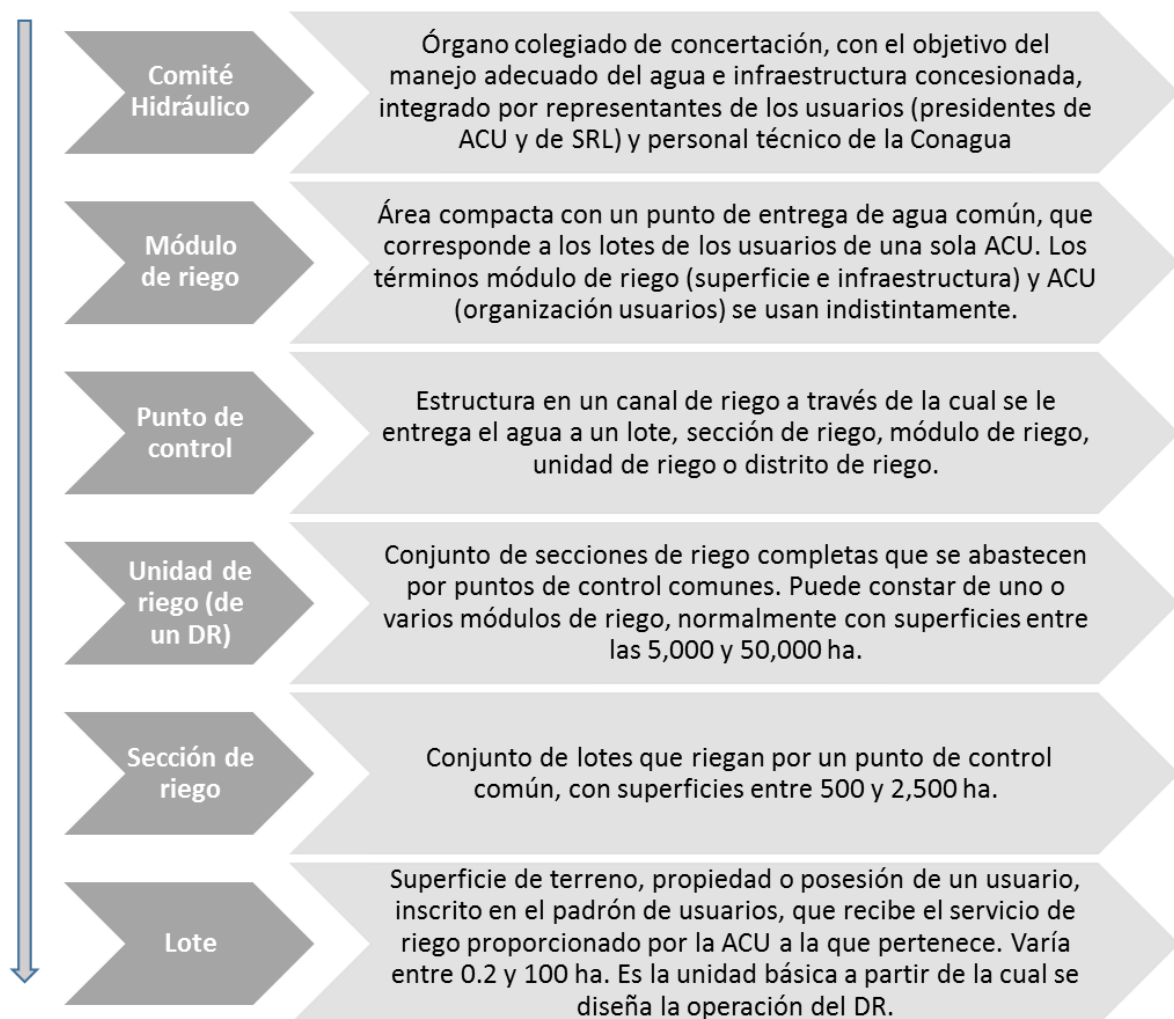 Comité
Hidráulico
Órgano colegiado de concertación, con el objetivo del
manejo adecuado del agua e infraestructura concesionada,
integrado por representantes de los usuarios (presidentes de
ACU y de SRL) y personal técnico de la Conagua
Módulo
de riego
Área compacta con un punto de entrega de agua común, que
corresponde a los lotes de los usuarios de una sola ACU. Los
términos módulo de riego (superficie e infraestructura) y ACU
(organización usuarios) se usan indistintamente.
Punto de
control
Estructura en un canal de riego a través de la cual se le
entrega el agua a un lote, sección de riego, módulo de riego,
unidad de riego o distrito de riego.
Unidad de
riego (de
un DR)
Conjunto de secciones de riego completas que se abastecen
por puntos de control comunes. Puede constar de uno o
varios módulos de riego, normalmente con superficies entre
las 5,000 y 50,000 ha.
Sección de
riego
Conjunto de lotes que riegan por un punto de control
común, con superficies entre 500 y 2,500 ha.
Lote
Superficie de terreno, propiedad o posesión de un usuario,
inscrito en el padrón de usuarios, que recibe el servicio de
riego proporcionado por la ACU a la que pertenece. Varía
entre 0.2 y 100 ha. Es la unidad básica a partir de la cual se
diseña la operación del DR.